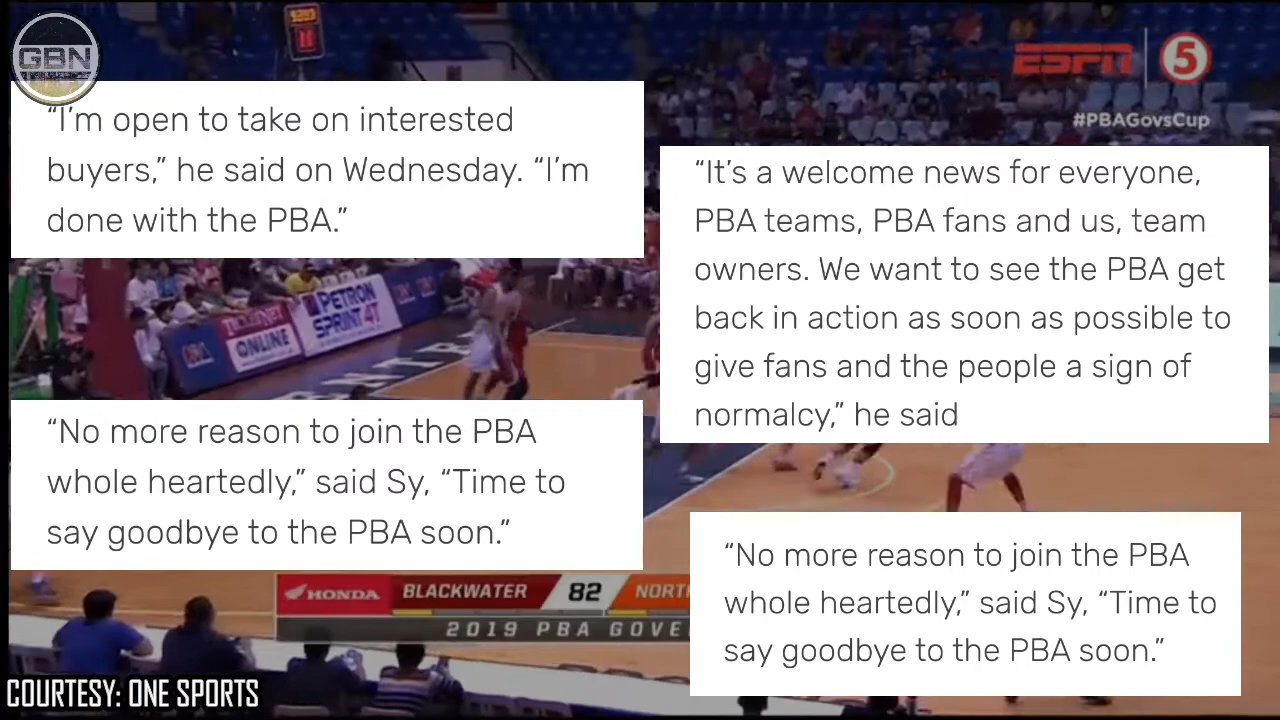 GBN
“I’m open to take on interested
buyers,” he said on Wednesday. “I’m
done with the PBA.”
ESPN 5
#PBAGovsCup
“It’s a welcome news for everyone,
PBA teams, PBA fans and us, team
owners. We want to see the PBA get
back in action as soon as possible to
give fans and the people a sign of
normalcy,” he said
TICKETNET
ONLINE
PETRON
SPRINT 4T
“No more reason to join the PBA
whole heartedly,” said Sy, “Time to
say goodbye to the PBA soon.”
“No more reason to join the PBA
whole heartedly,” said Sy, “Time to
say goodbye to the PBA soon.”
HONDA BLACKWATER 82 NORT
2019 PBA GOVE
COURTESY: ONE SPORTS